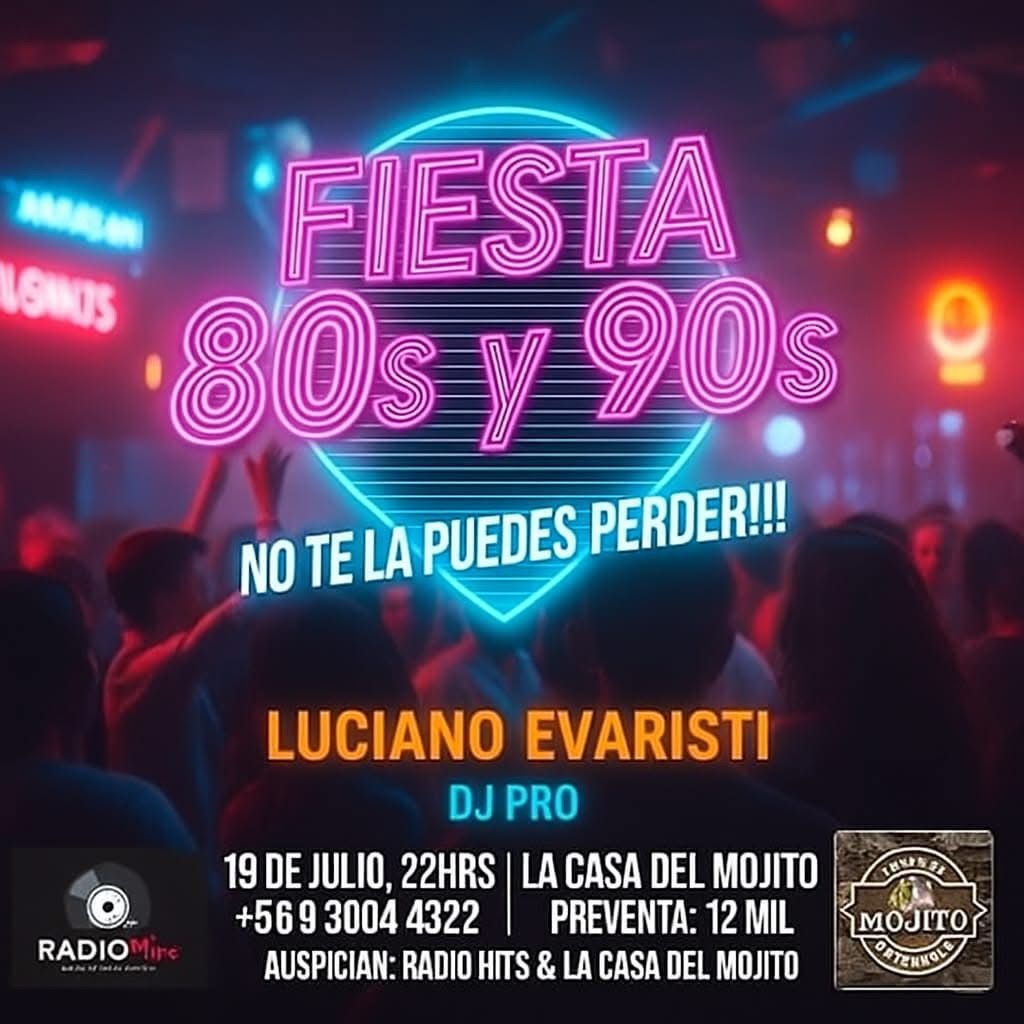 FIESTA
80s y 90s
NO TE LA PUEDES PERDER!!!
LUCIANO EVARISTI
DJ PRO
19 DE JULIO, 22HRS | LA CASA DEL MOJITO
+56 9 3004 4322 | PREVENTA: 12 MIL
AUSPICIAN: RADIO HITS & LA CASA DEL MOJITO
RADIO
MOJITO